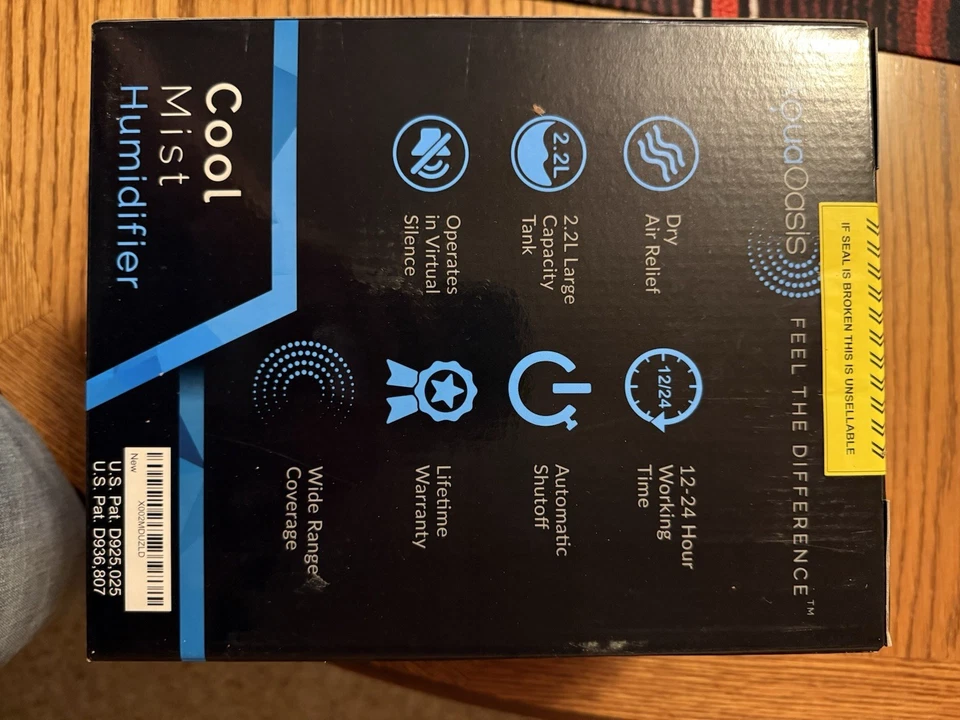 AquaOasis
FEEL THE DIFFERENCE™
IF SEAL IS BROKEN THIS IS UNSELLABLE
Dry
Air Relief
12/24
12-24 Hour
Working
Time
2.2L
2.2L Large
Capacity
Tank
Automatic
Shutoff
Operates
in Virtual
Silence
Lifetime
Warranty
Wide Range
Coverage
Cool
Mist
Humidifier
X002MDUZLD
New
U.S. Pat. D925,025
U.S. Pat. D936,807